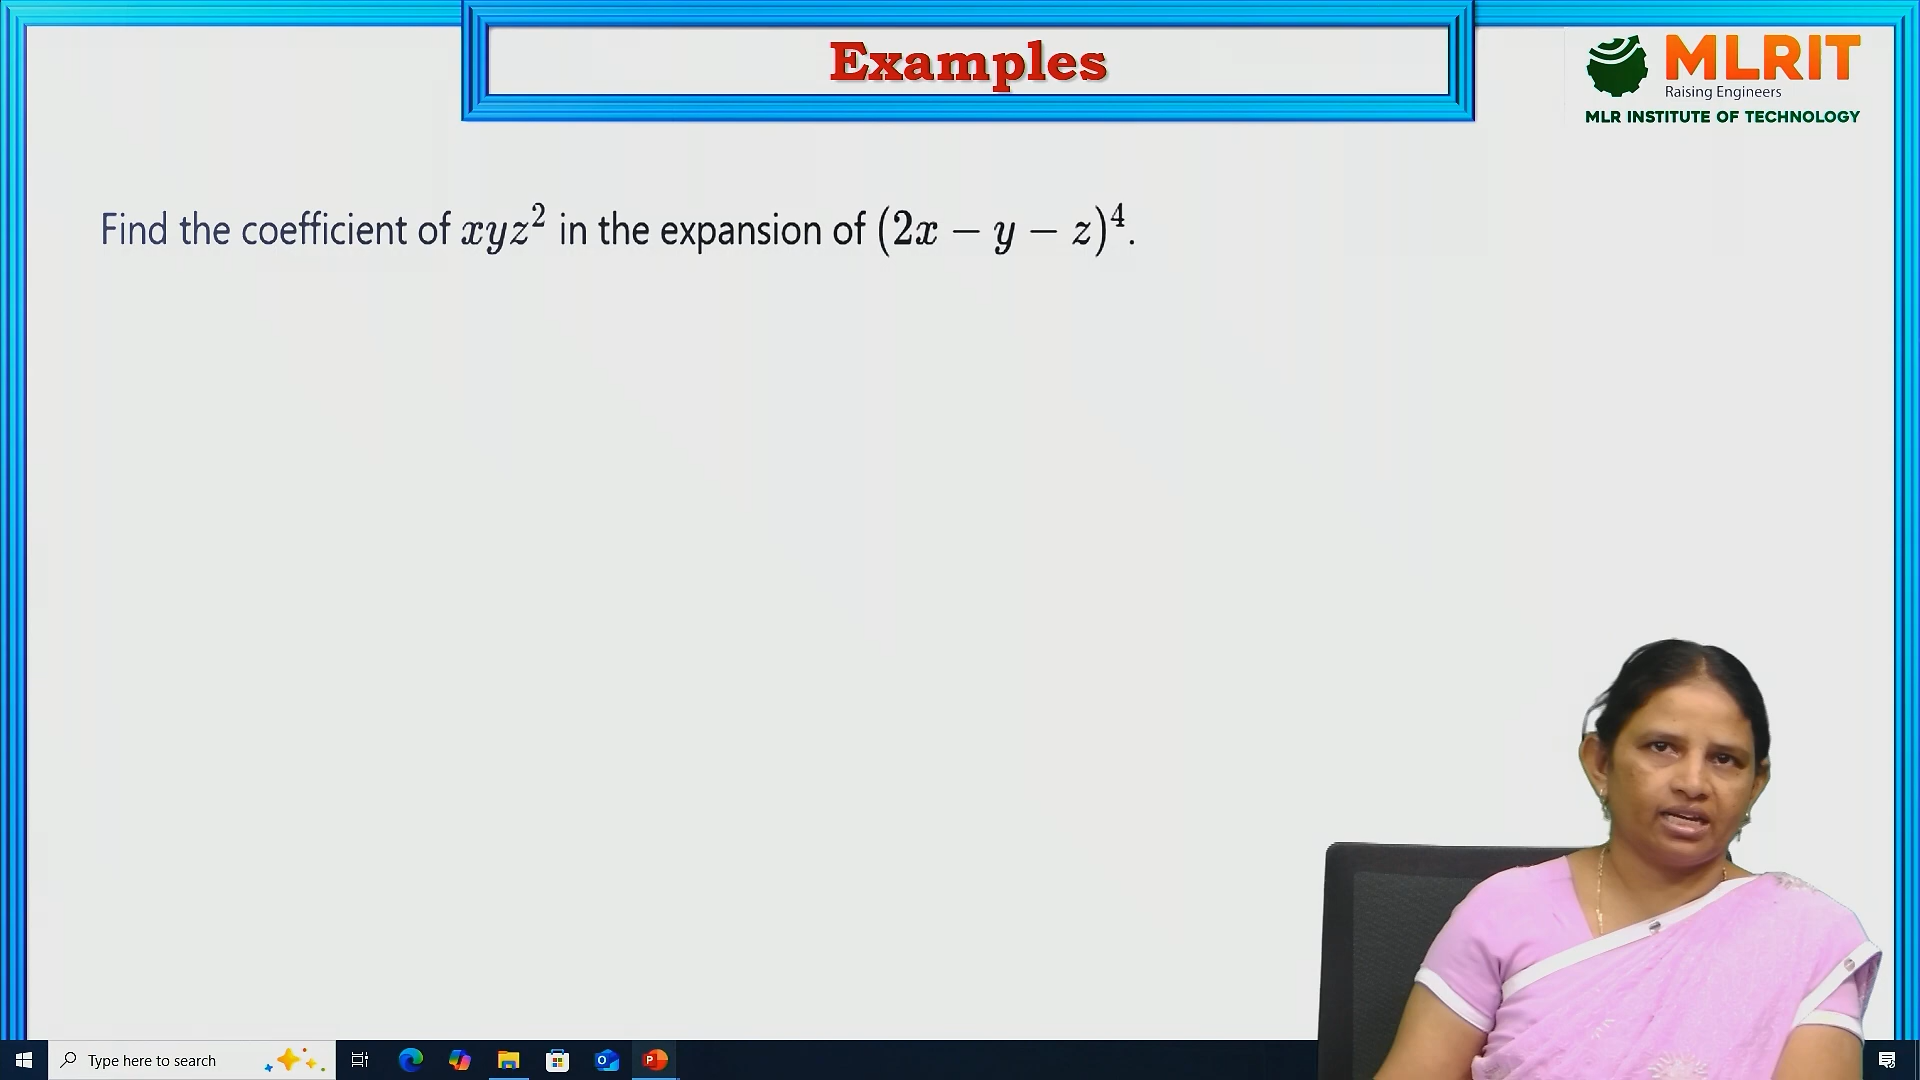 Examples
MLRIT
Raising Engineers
MLR INSTITUTE OF TECHNOLOGY
Find the coefficient of xyz² in the expansion of (2x − y − z)⁴.
Type here to search